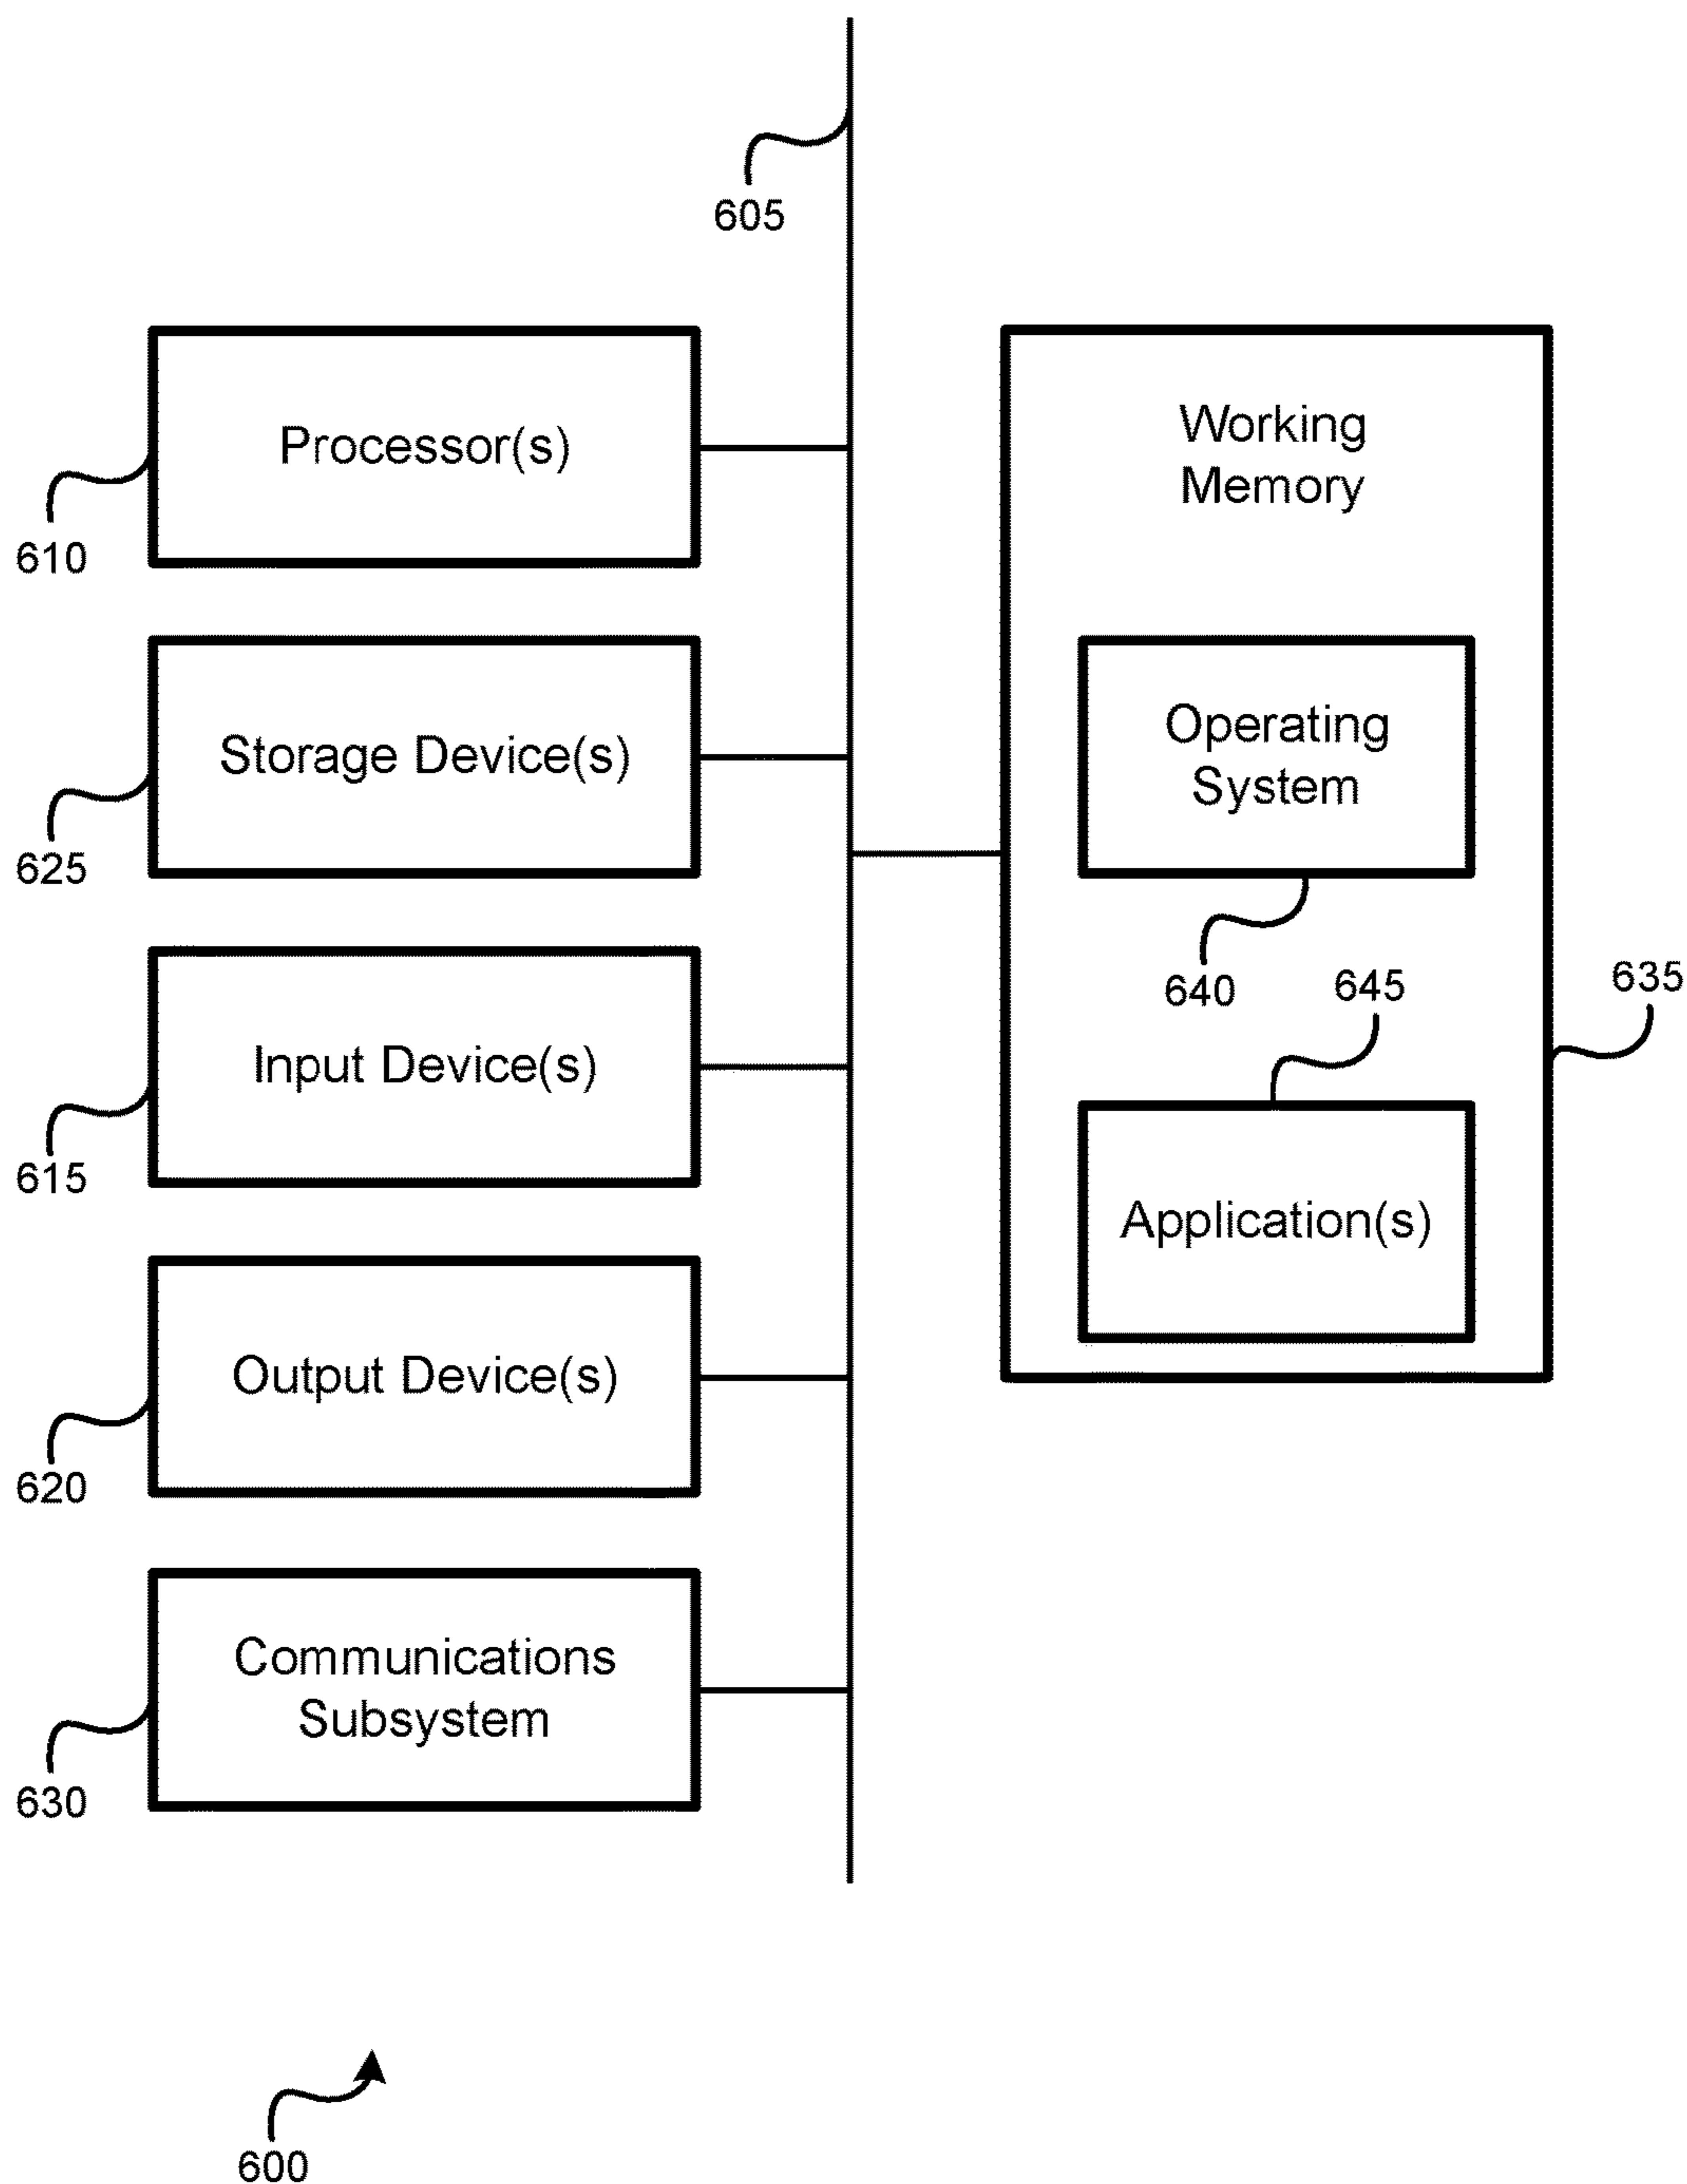 605
Processor(s)
610
Storage Device(s)
625
Input Device(s)
615
Output Device(s)
620
Communications
Subsystem
630
Working
Memory
Operating
System
640
645
635
Application(s)
600